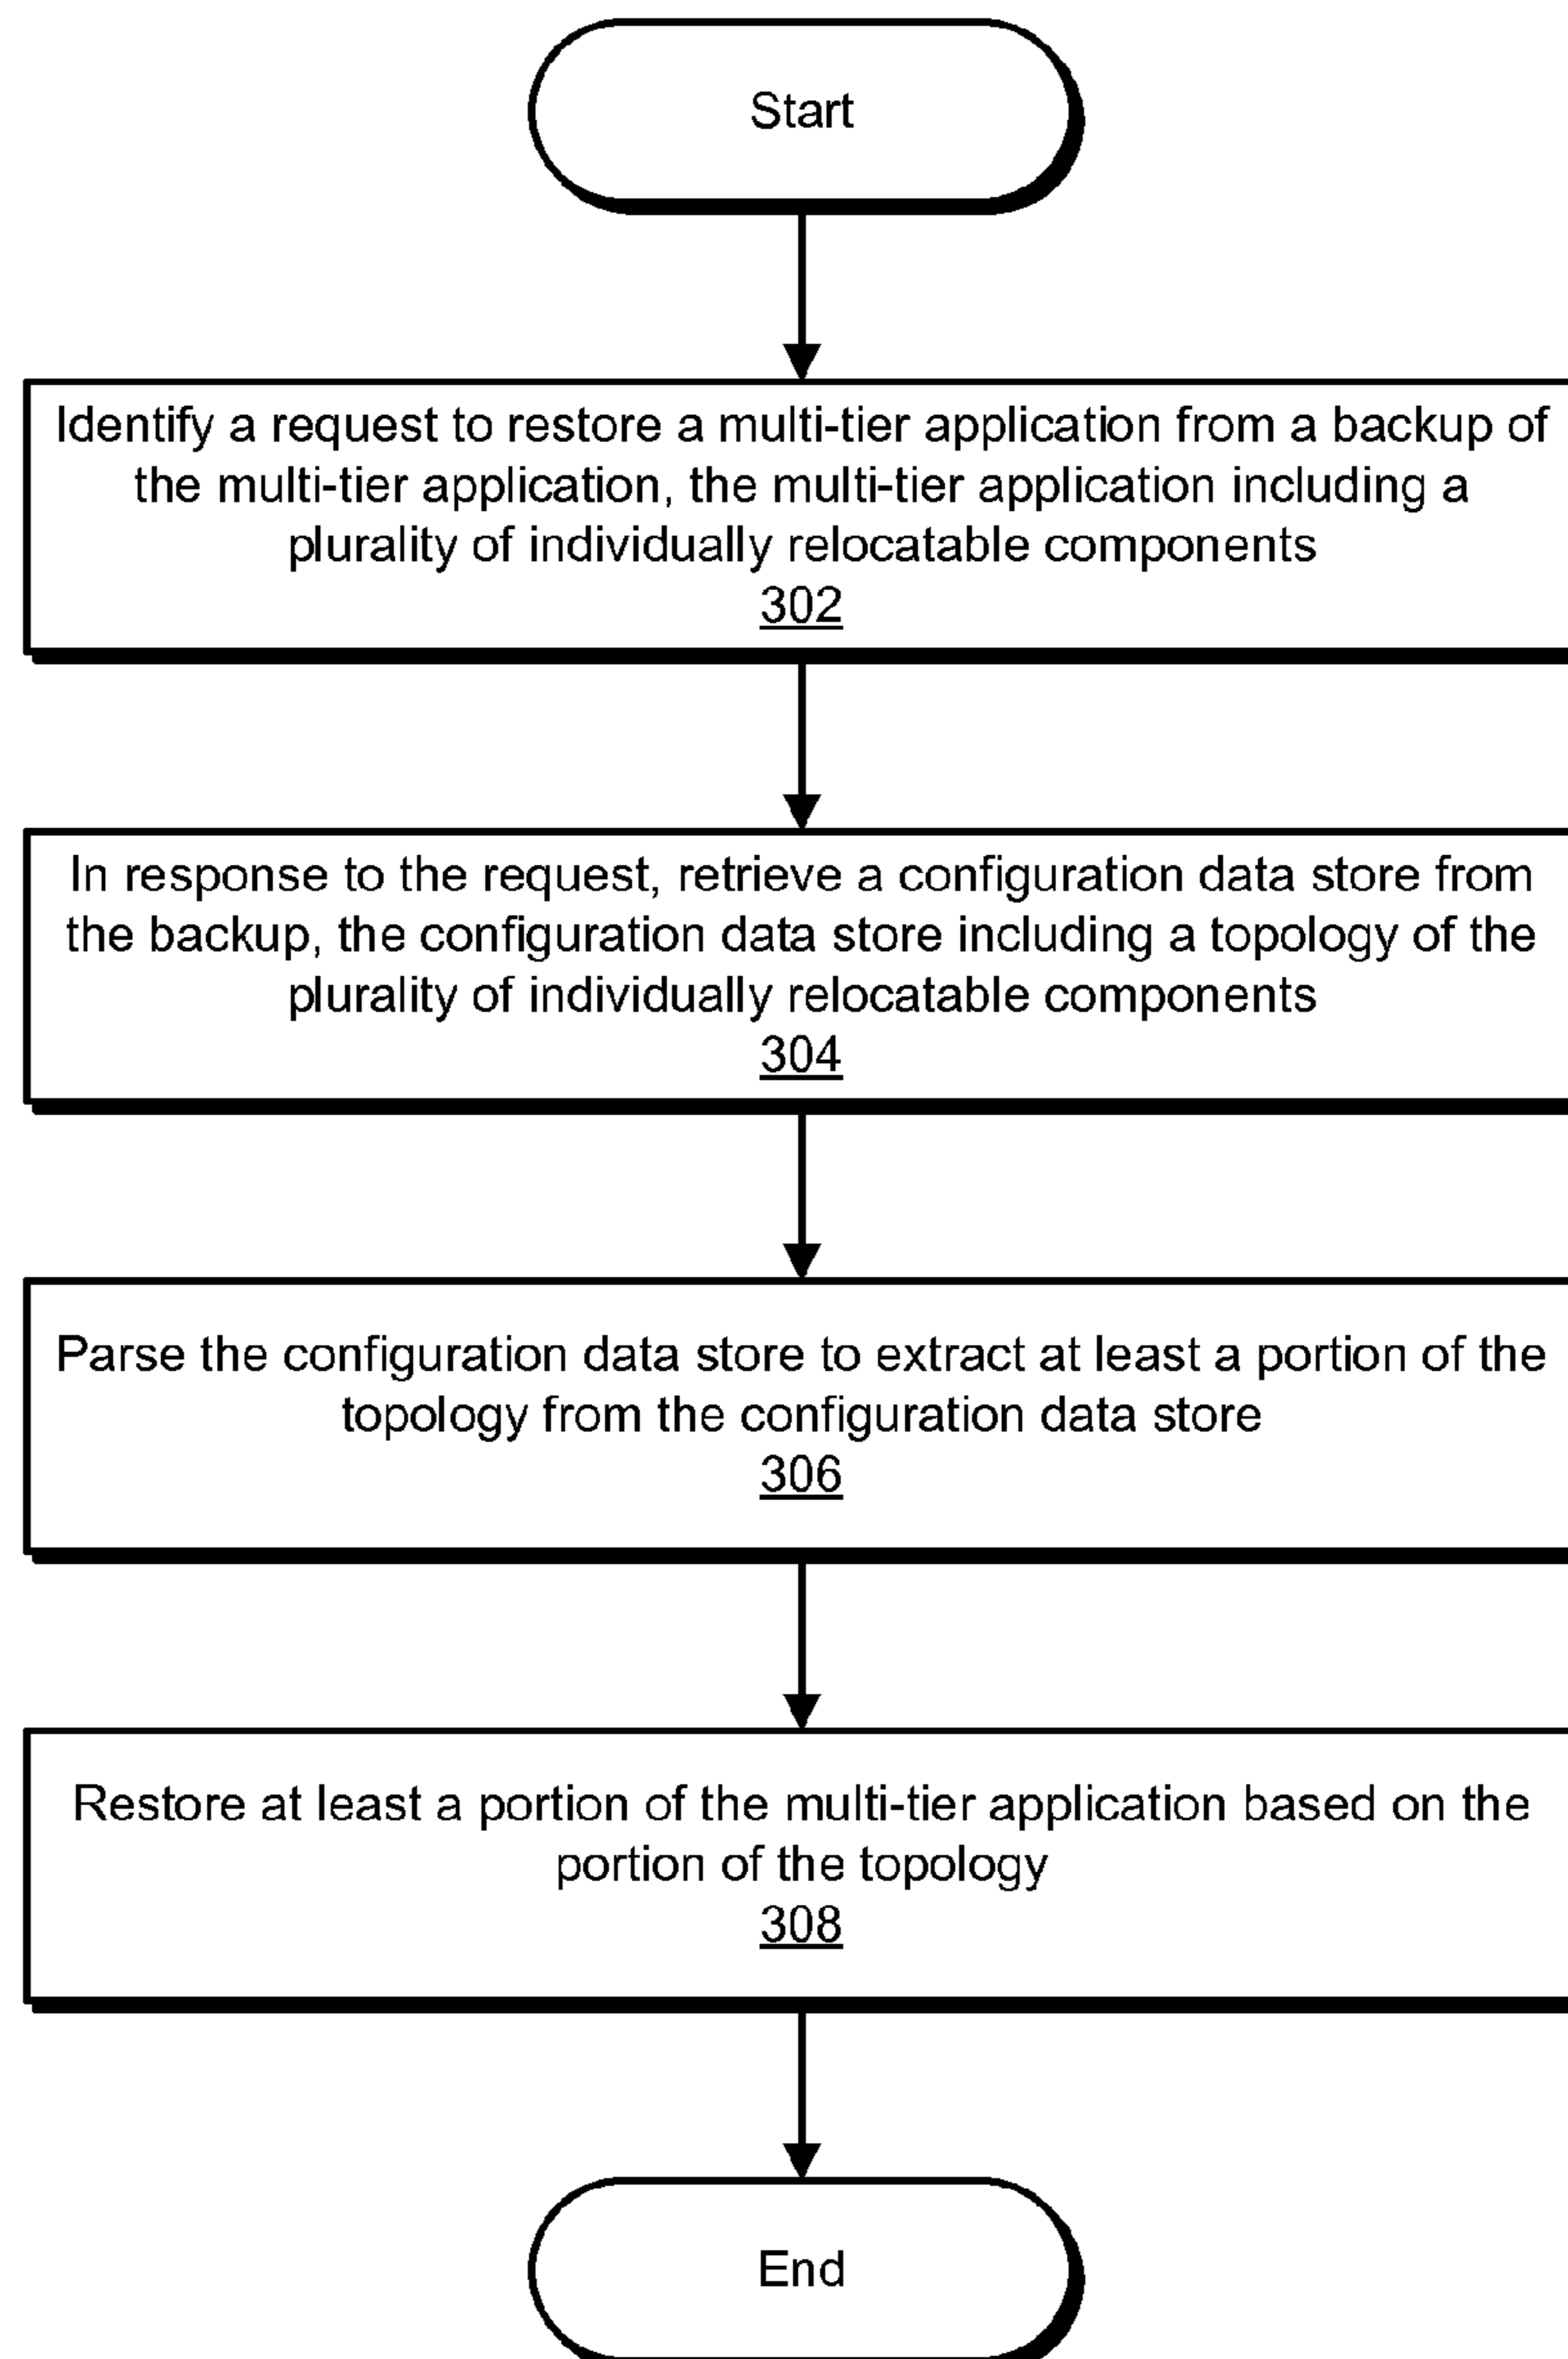 Start
Identify a request to restore a multi-tier application from a backup of
the multi-tier application, the multi-tier application including a
plurality of individually relocatable components
302
In response to the request, retrieve a configuration data store from
the backup, the configuration data store including a topology of the
plurality of individually relocatable components
304
Parse the configuration data store to extract at least a portion of the
topology from the configuration data store
306
Restore at least a portion of the multi-tier application based on the
portion of the topology
308
End